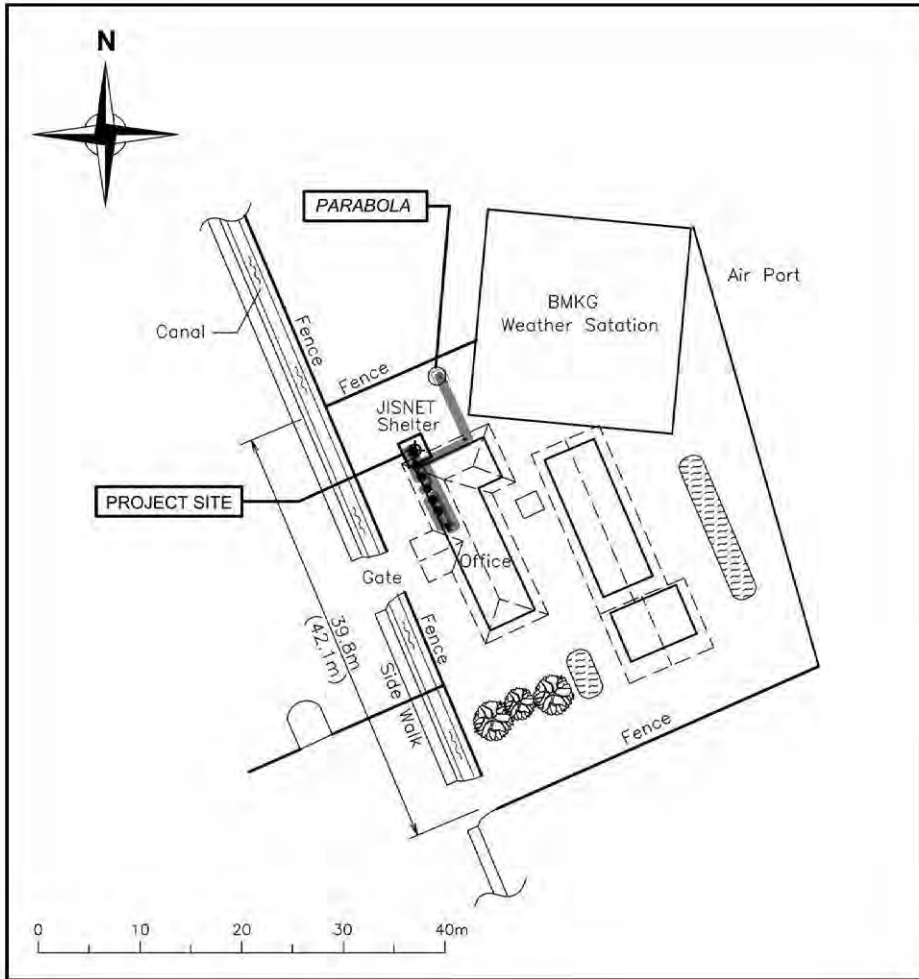 N
PARABOLA
Air Port
BMKG
Weather Satation
Canal
Fence
Fence
JISNET
Shelter
PROJECT SITE
Office
Gate
39.8m
(42.1m)
Fence
Side Walk
Fence
0 10 20 30 40m